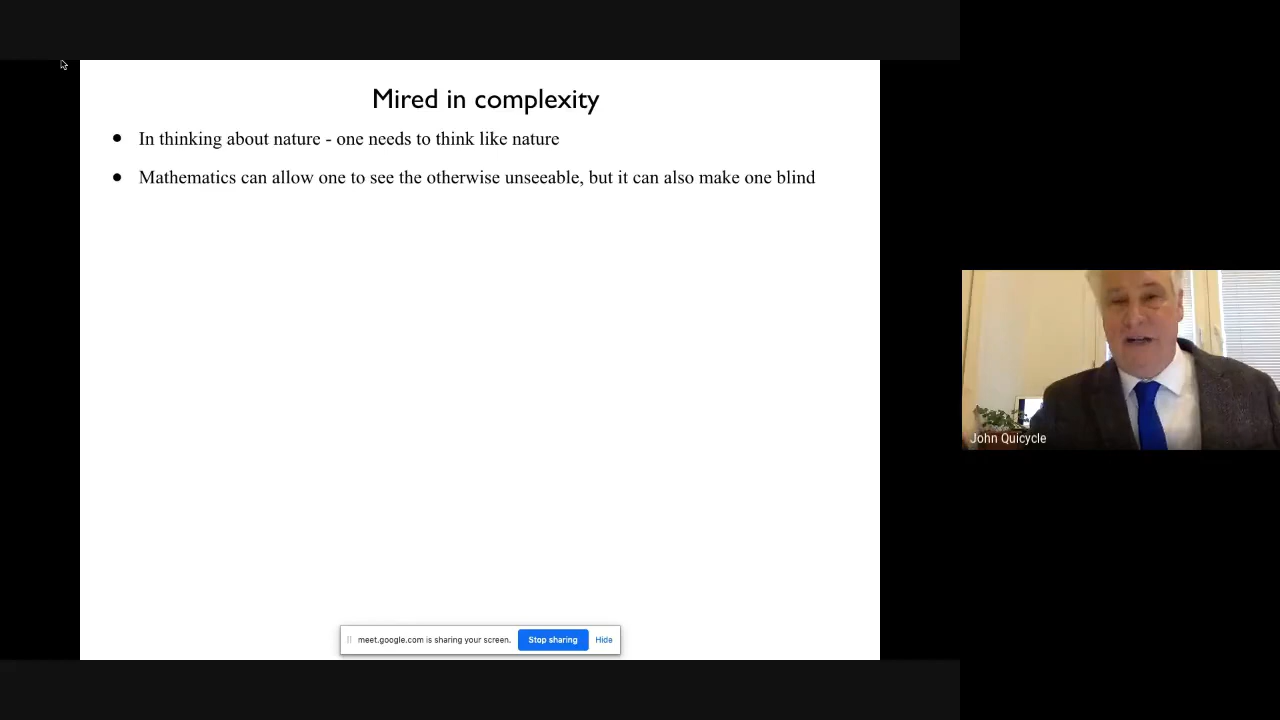 Mired in complexity
● In thinking about nature - one needs to think like nature
● Mathematics can allow one to see the otherwise unseeable, but it can also make one blind
John Quicycle
meet.google.com is sharing your screen. Stop sharing Hide